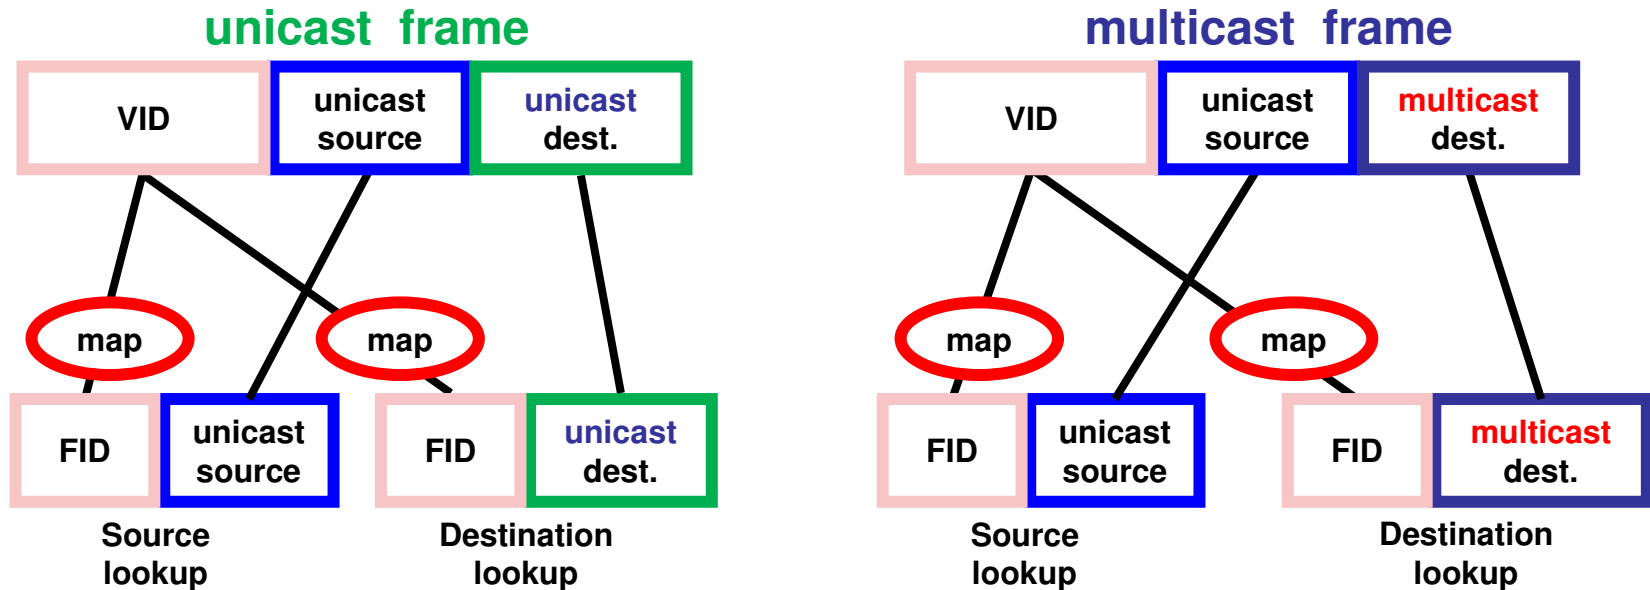 unicast frame
VID
unicast
source
unicast
dest.
map
map
FID
unicast
source
FID
unicast
dest.
Source
lookup
Destination
lookup
multicast frame
VID
unicast
source
multicast
dest.
map
map
FID
unicast
source
FID
multicast
dest.
Source
lookup
Destination
lookup